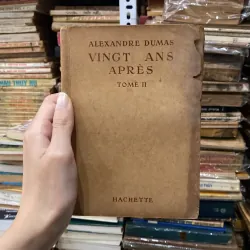 ALEXANDRE DUMAS
VINGT ANS
APRÈS
TOME II
HACHETTE